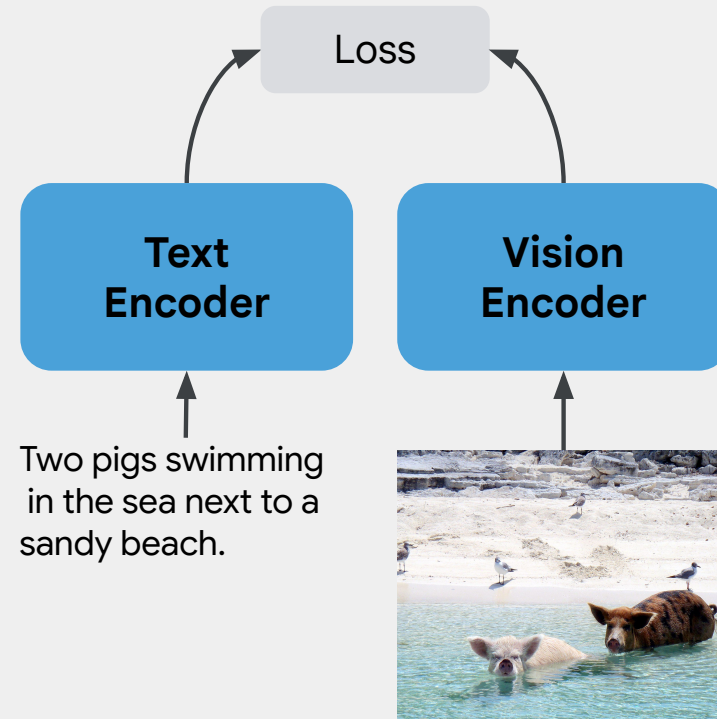 Loss
Text
Encoder
Vision
Encoder
Two pigs swimming
in the sea next to a
sandy beach.